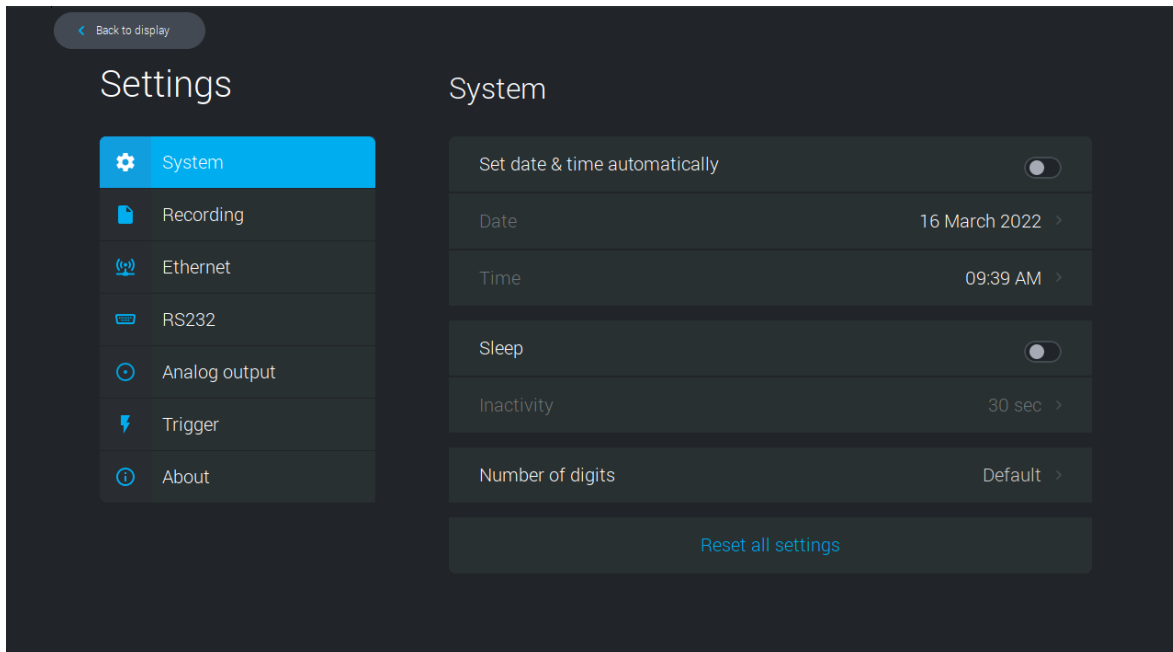 Back to display
Settings
System
Recording
Ethernet
RS232
Analog output
Trigger
About
System
Set date & time automatically
Date 16 March 2022
Time 09:39 AM
Sleep
Inactivity 30 sec
Number of digits Default
Reset all settings